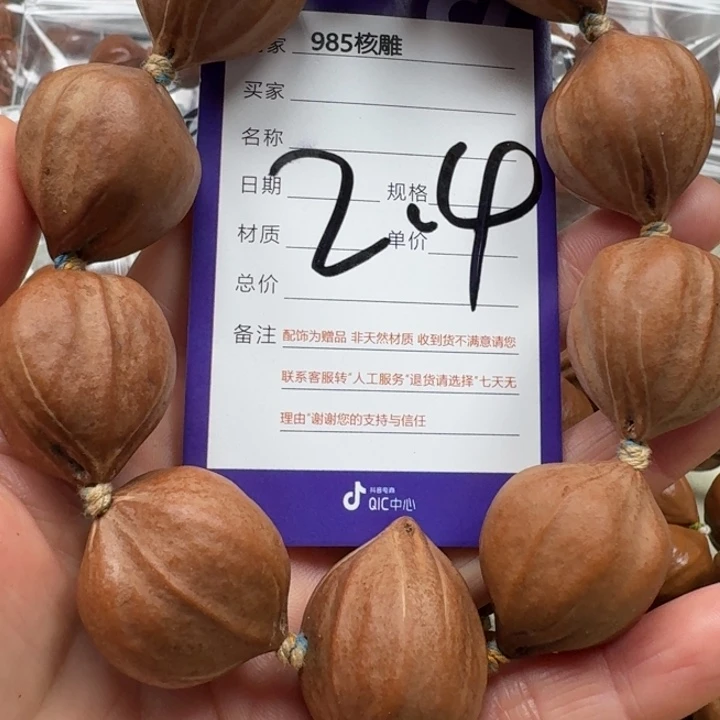 家 985核雕
买家
名称
2.4
日期 规格
材质 单价
总价
备注 配饰为赠品 非天然材质 收到货不满意请您
联系客服转"人工服务"退货请选择"七天无
理由"谢谢您的支持与信任
抖音电商
QIC中心